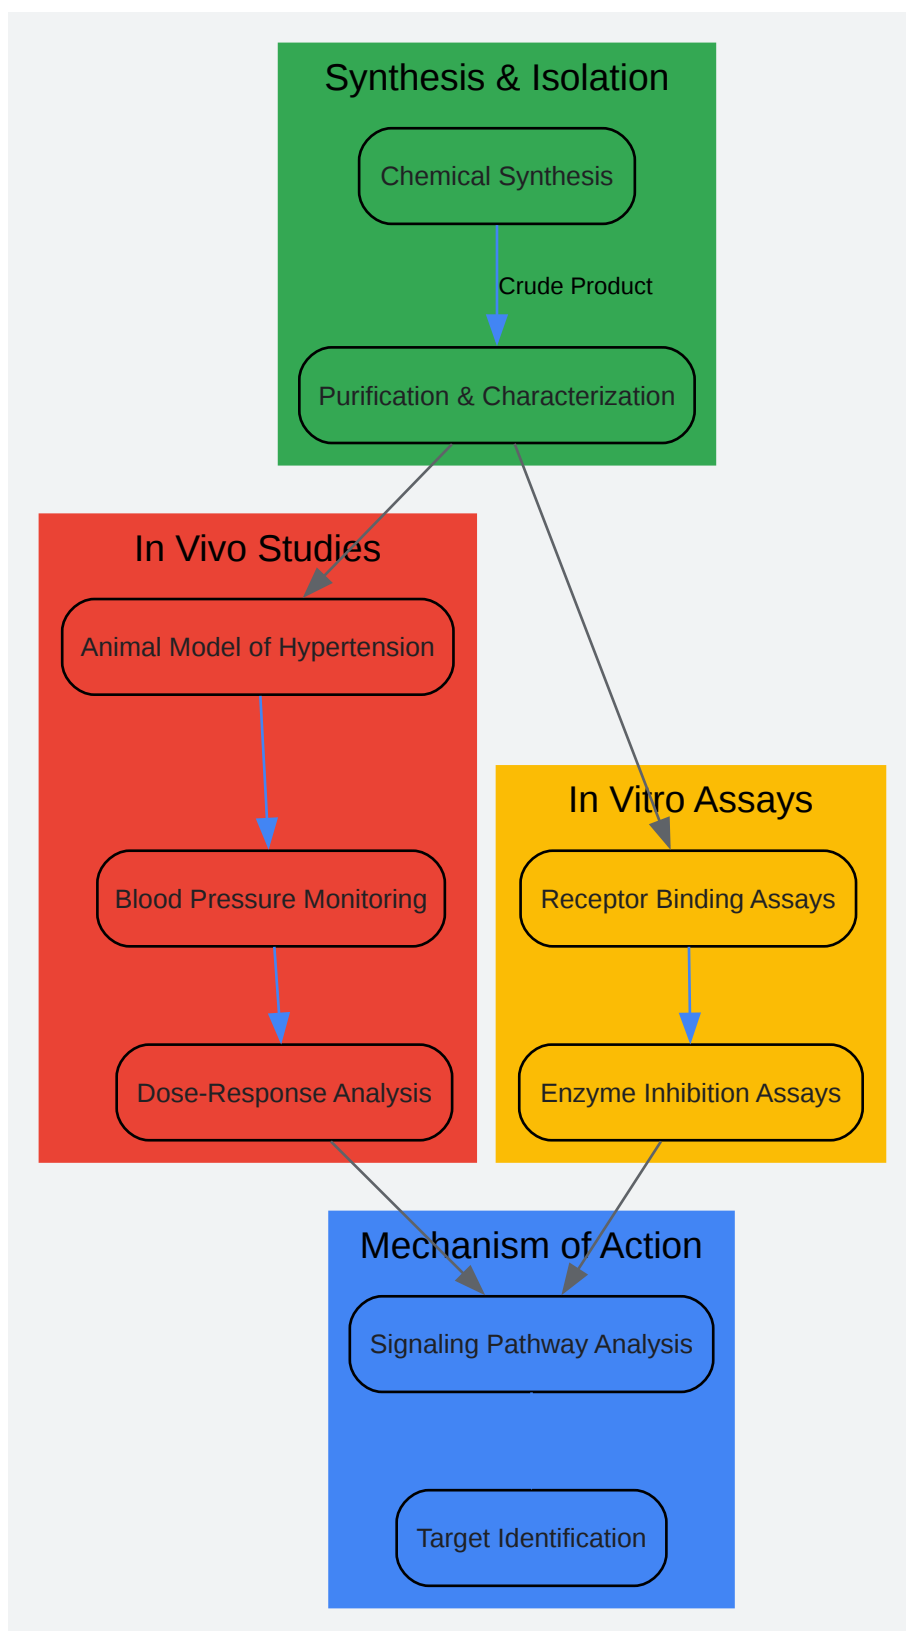 Synthesis & Isolation
Chemical Synthesis
Crude Product
Purification & Characterization
In Vivo Studies
Animal Model of Hypertension
Blood Pressure Monitoring
Dose-Response Analysis
In Vitro Assays
Receptor Binding Assays
Enzyme Inhibition Assays
Mechanism of Action
Signaling Pathway Analysis
Target Identification